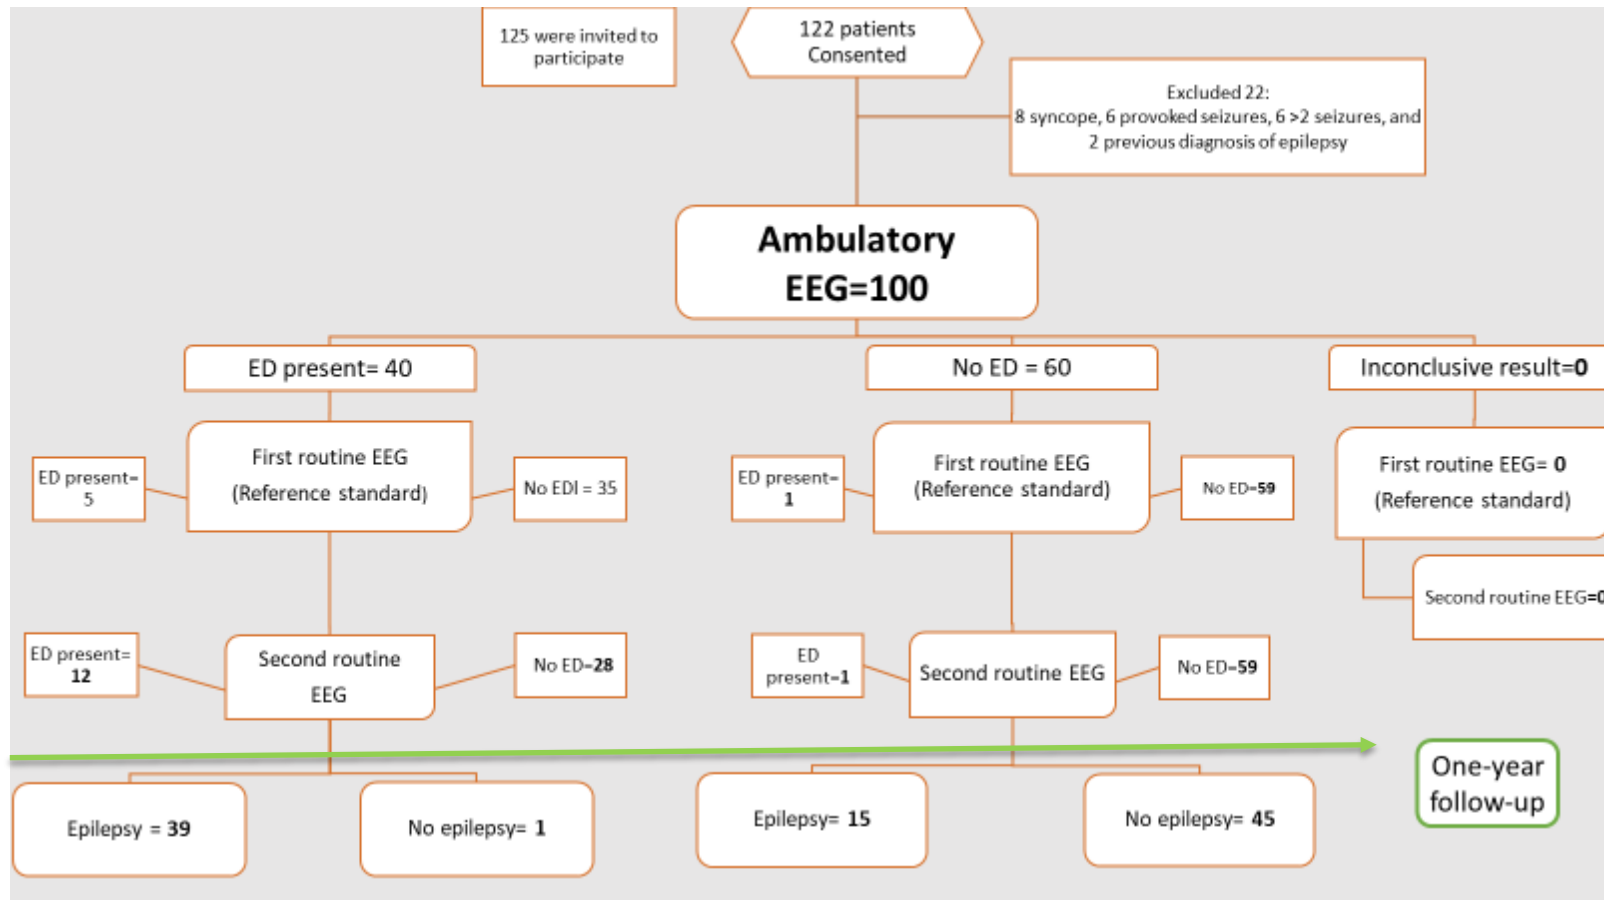 125 were invited to
participate
122 patients
Consented
Excluded 22:
8 syncope, 6 provoked seizures, 6 >2 seizures, and
2 previous diagnosis of epilepsy
Ambulatory
EEG=100
ED present= 40
No ED = 60
Inconclusive result=0
First routine EEG
(Reference standard)
ED present=
5
No EDl = 35
First routine EEG
(Reference standard)
ED present=
1
No ED=59
First routine EEG= 0
(Reference standard)
Second routine EEG=0
ED present=
12
Second routine
EEG
No ED=28
ED
present=1
Second routine EEG
No ED=59
One-year
follow-up
Epilepsy = 39
No epilepsy= 1
Epilepsy= 15
No epilepsy= 45